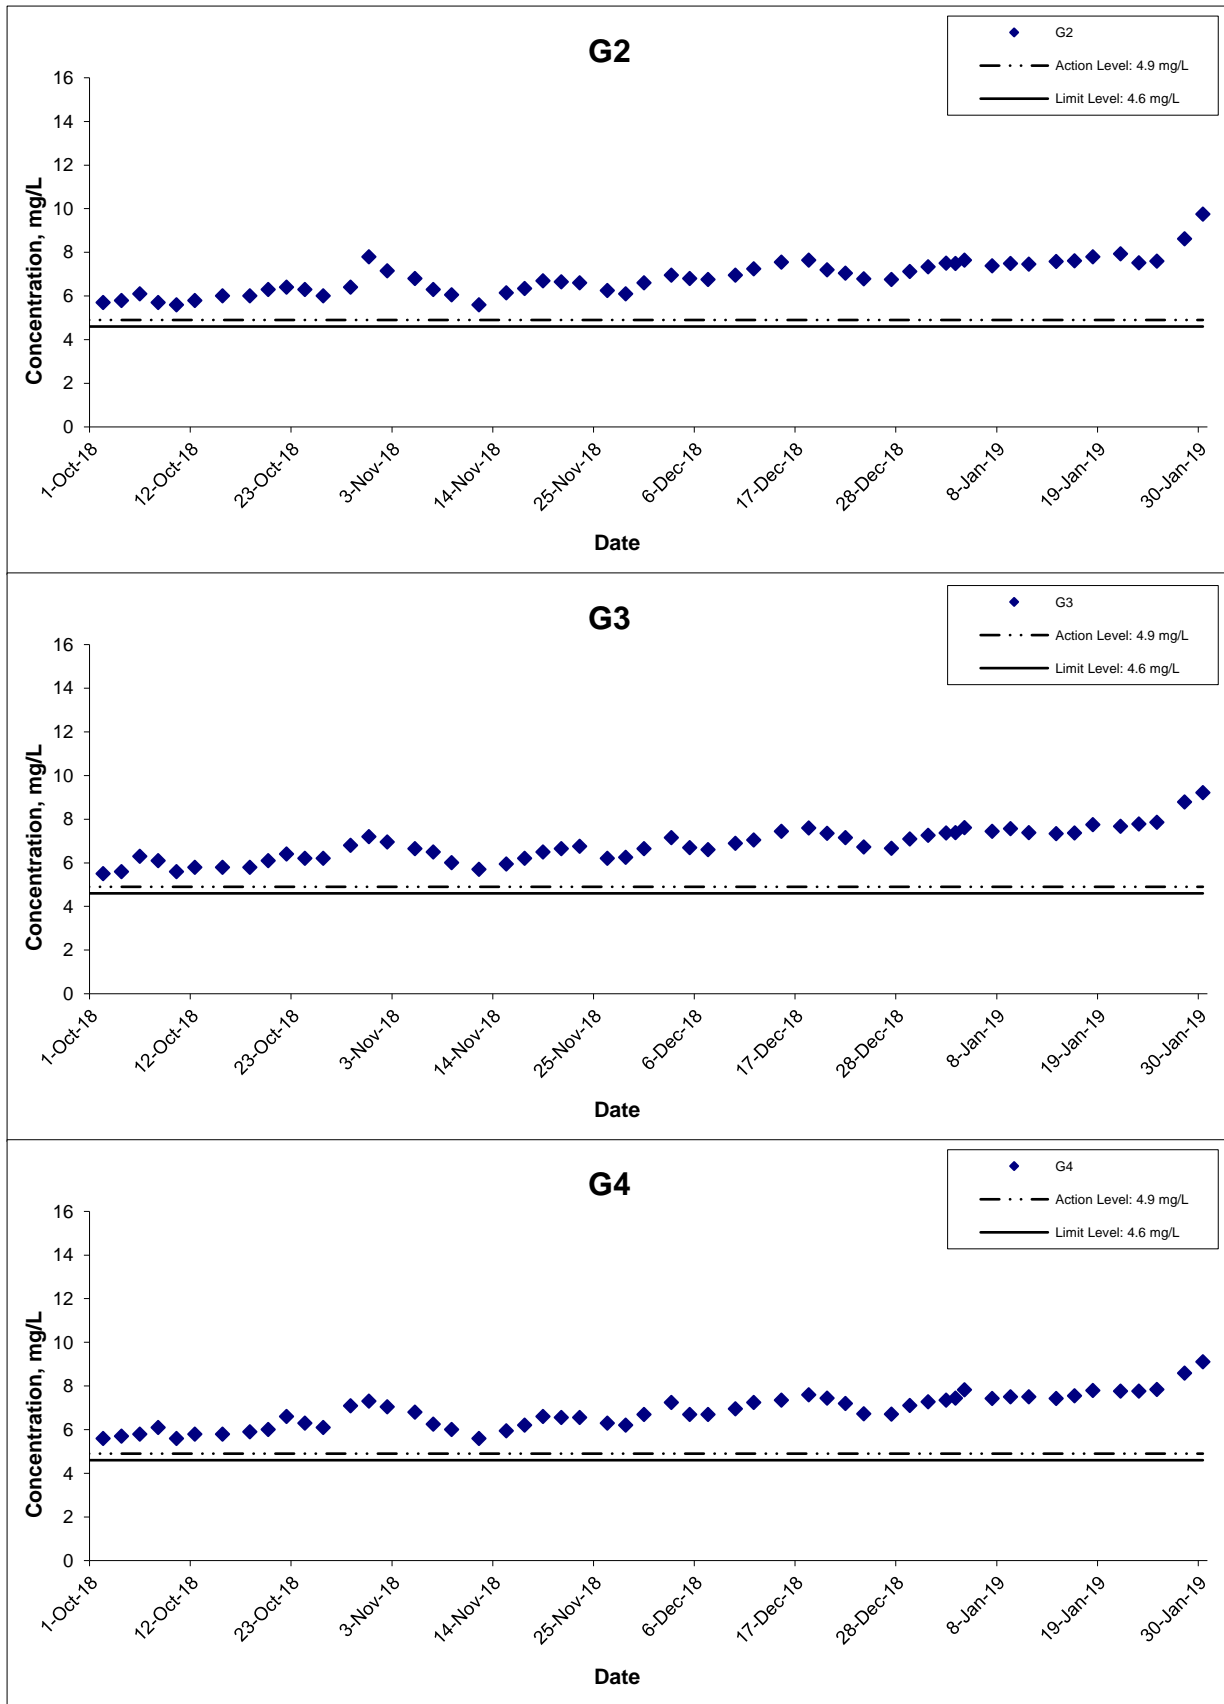 G2
G2
Action Level: 4.9 mg/L
Limit Level: 4.6 mg/L
Concentration, mg/L
16
14
12
10
8
6
4
2
0
1-Oct-18
12-Oct-18
23-Oct-18
3-Nov-18
14-Nov-18
25-Nov-18
6-Dec-18
17-Dec-18
28-Dec-18
8-Jan-19
19-Jan-19
30-Jan-19
Date
G3
G3
Action Level: 4.9 mg/L
Limit Level: 4.6 mg/L
Concentration, mg/L
16
14
12
10
8
6
4
2
0
1-Oct-18
12-Oct-18
23-Oct-18
3-Nov-18
14-Nov-18
25-Nov-18
6-Dec-18
17-Dec-18
28-Dec-18
8-Jan-19
19-Jan-19
30-Jan-19
Date
G4
G4
Action Level: 4.9 mg/L
Limit Level: 4.6 mg/L
Concentration, mg/L
16
14
12
10
8
6
4
2
0
1-Oct-18
12-Oct-18
23-Oct-18
3-Nov-18
14-Nov-18
25-Nov-18
6-Dec-18
17-Dec-18
28-Dec-18
8-Jan-19
19-Jan-19
30-Jan-19
Date